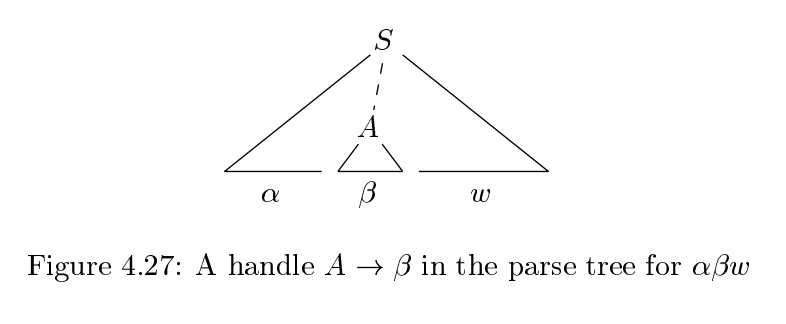 S
A
α β w
Figure 4.27: A handle A → β in the parse tree for αβw